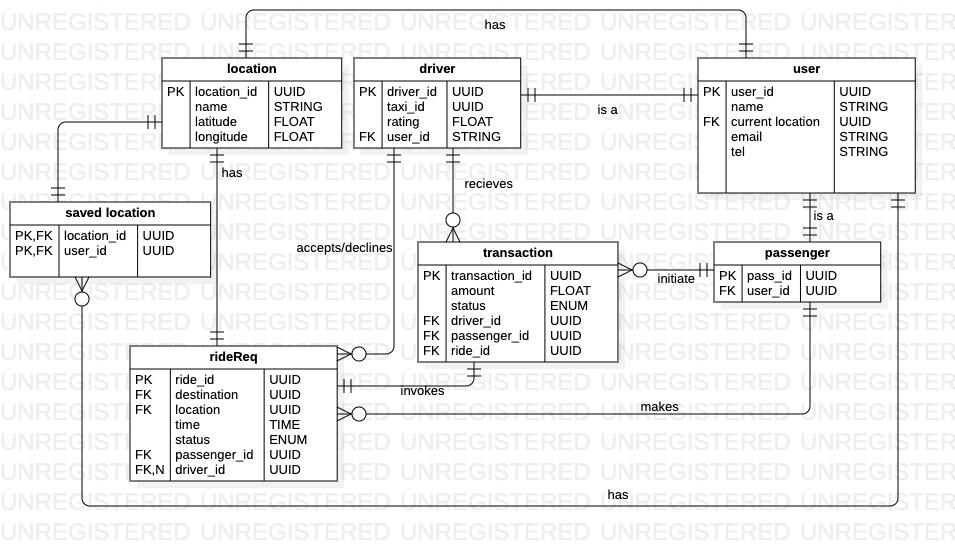 has
location
PK location_id UUID
name STRING
latitude FLOAT
longitude FLOAT
driver
PK driver_id UUID
taxi_id UUID
rating FLOAT
FK user_id STRING
user
PK user_id UUID
name STRING
FK current location UUID
email STRING
tel STRING
is a
has
recieves
is a
saved location
PK,FK location_id UUID
PK,FK user_id UUID
accepts/declines
transaction
PK transaction_id UUID
amount FLOAT
status ENUM
FK driver_id UUID
FK passenger_id UUID
FK ride_id UUID
initiate
passenger
PK pass_id UUID
FK user_id UUID
rideReq
PK ride_id UUID
FK destination UUID
FK location UUID
time TIME
status ENUM
FK passenger_id UUID
FK,N driver_id UUID
invokes
makes
has
UNREGISTERED